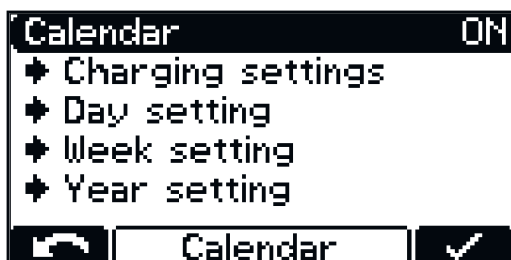 Calendar ON
Charging settings
Day setting
Week setting
Year setting
Calendar